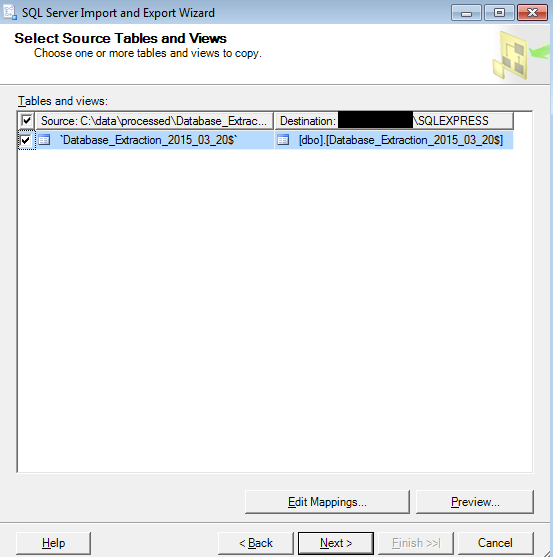 SQL Server Import and Export Wizard
Select Source Tables and Views
Choose one or more tables and views to copy.
Tables and views:
Source: C:\data\processed\Database_Extrac... Destination: \SQLEXPRESS
`Database_Extraction_2015_03_20$` [dbo].[Database_Extraction_2015_03_20$]
Edit Mappings... Preview...
Help < Back Next > Finish >>| Cancel